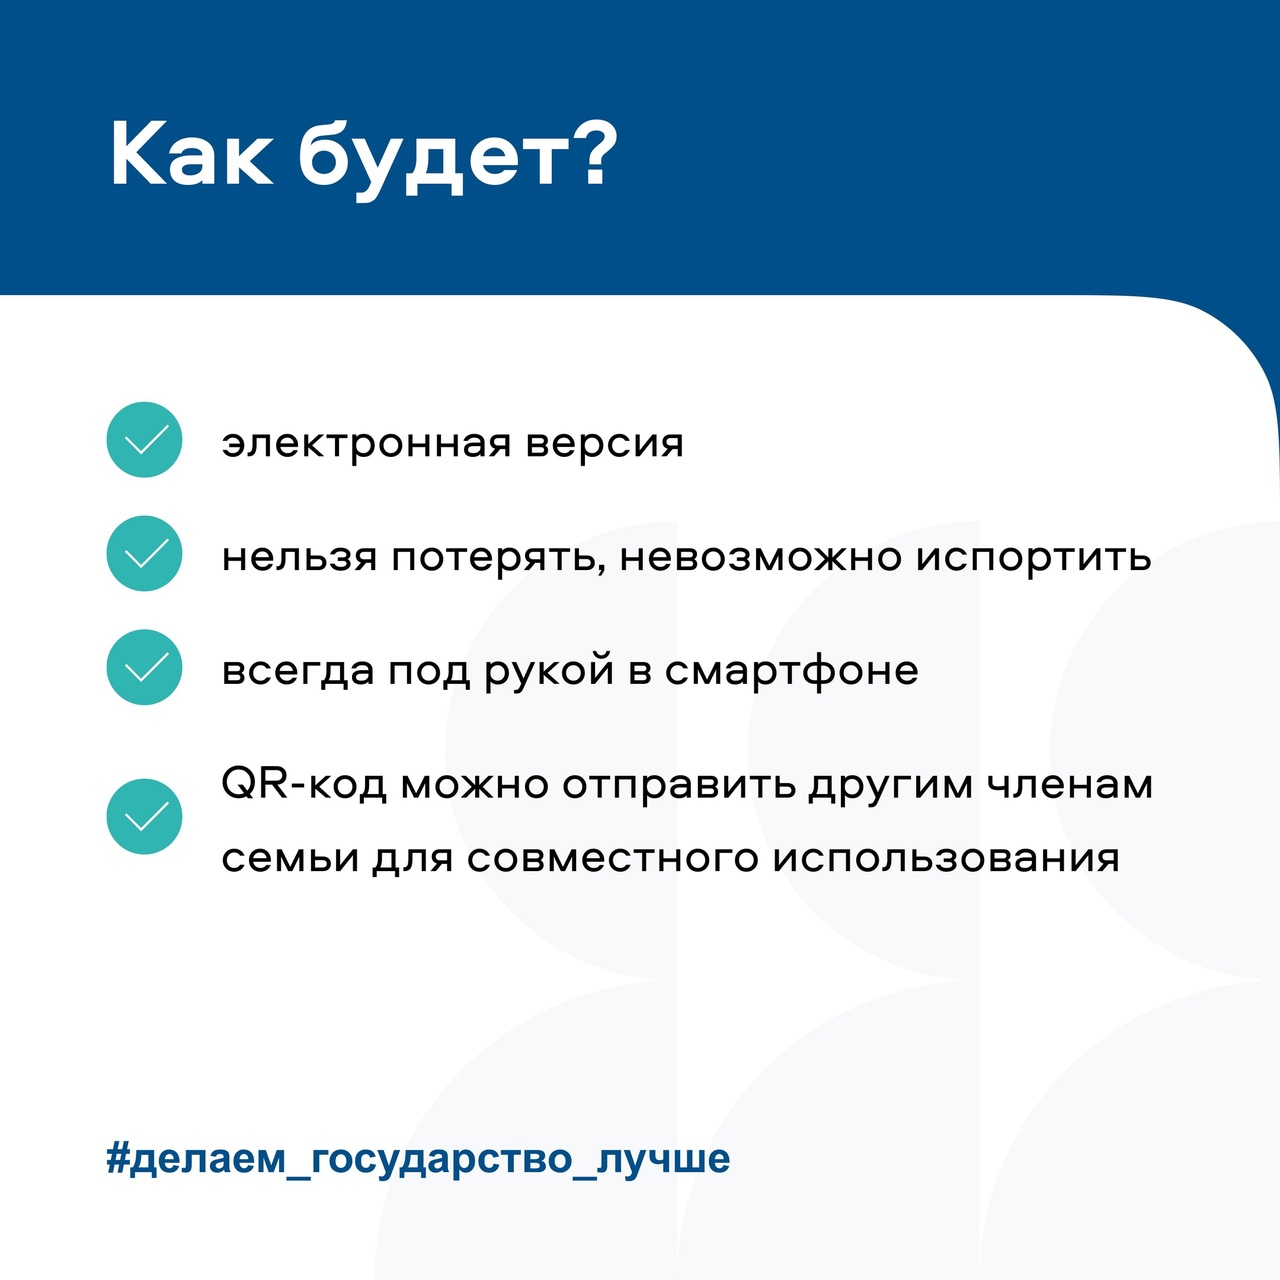 Как будет?
электронная версия
нельзя потерять, невозможно испортить
всегда под рукой в смартфоне
QR-код можно отправить другим членам
семьи для совместного использования
#делаем_государство_лучше